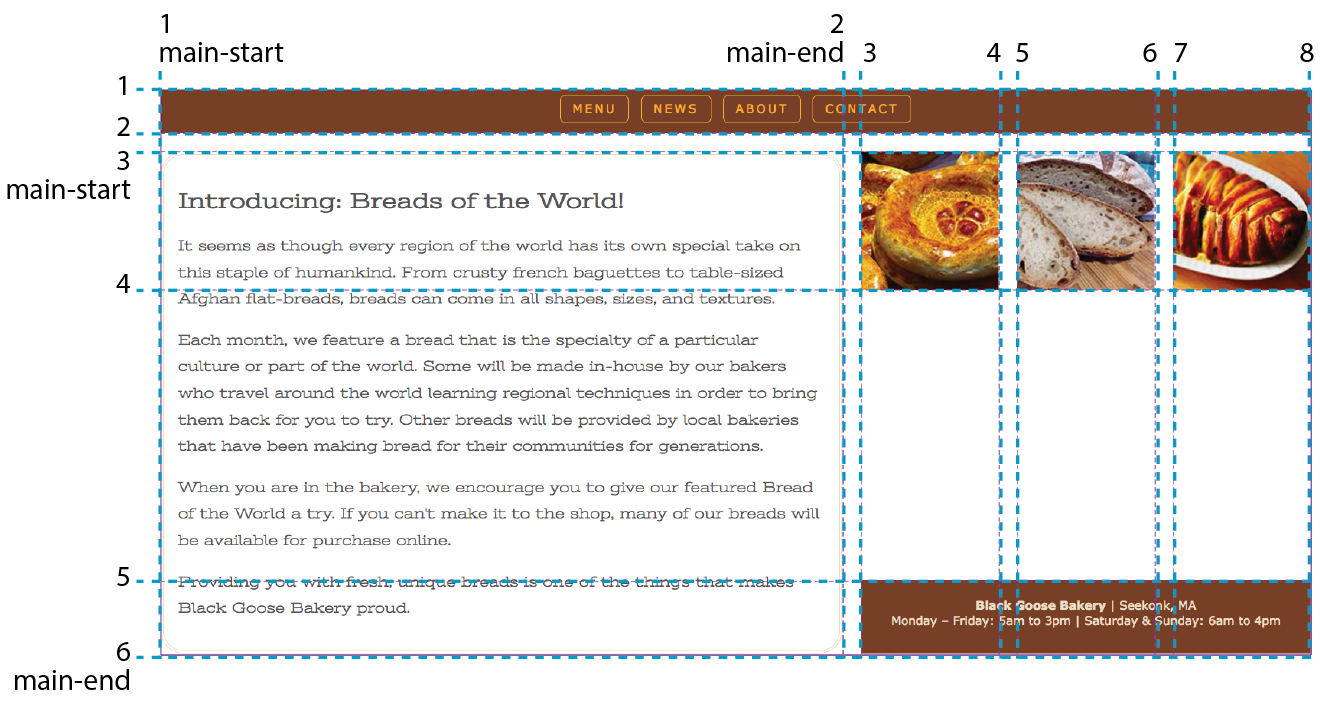 1
main-start
2
main-end
3
4
5
6
7
8
1
MENU
NEWS
ABOUT
CONTACT
2
3
main-start
Introducing: Breads of the World!
It seems as though every region of the world has its own special take on
this staple of humankind. From crusty french baguettes to table-sized
4
Afghan flat-breads, breads can come in all shapes, sizes, and textures.
Each month, we feature a bread that is the specialty of a particular
culture or part of the world. Some will be made in-house by our bakers
who travel around the world learning regional techniques in order to bring
them back for you to try. Other breads will be provided by local bakeries
that have been making bread for their communities for generations.
When you are in the bakery, we encourage you to give our featured Bread
of the World a try. If you can't make it to the shop, many of our breads will
be available for purchase online.
5
Providing you with fresh, unique breads is one of the things that makes
Black Goose Bakery proud.
Black Goose Bakery | Seekonk, MA
Monday – Friday: 5am to 3pm | Saturday & Sunday: 6am to 4pm
6
main-end